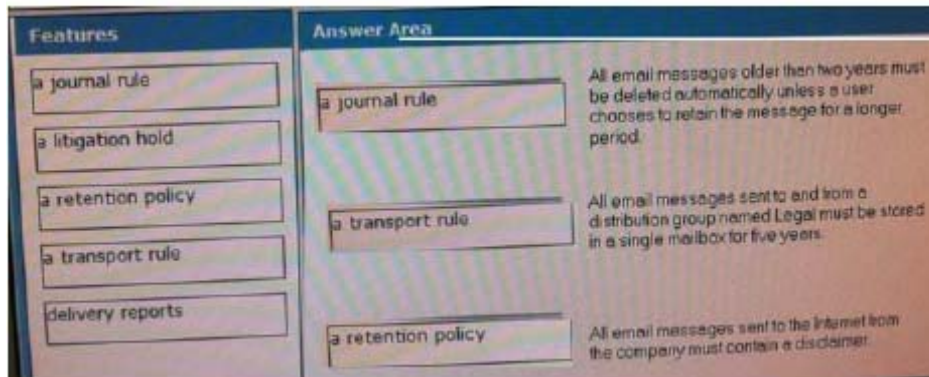 Features
Answer Area
a journal rule
a litigation hold
a retention policy
a transport rule
delivery reports
a journal rule
All email messages older than two years must
be deleted automatically unless a user
chooses to retain the message for a longer
period.
a transport rule
All email messages sent to and from a
distribution group named Legal must be stored
in a single mailbox for five years.
a retention policy
All email messages sent to the Internet from
the company must contain a disclaimer.